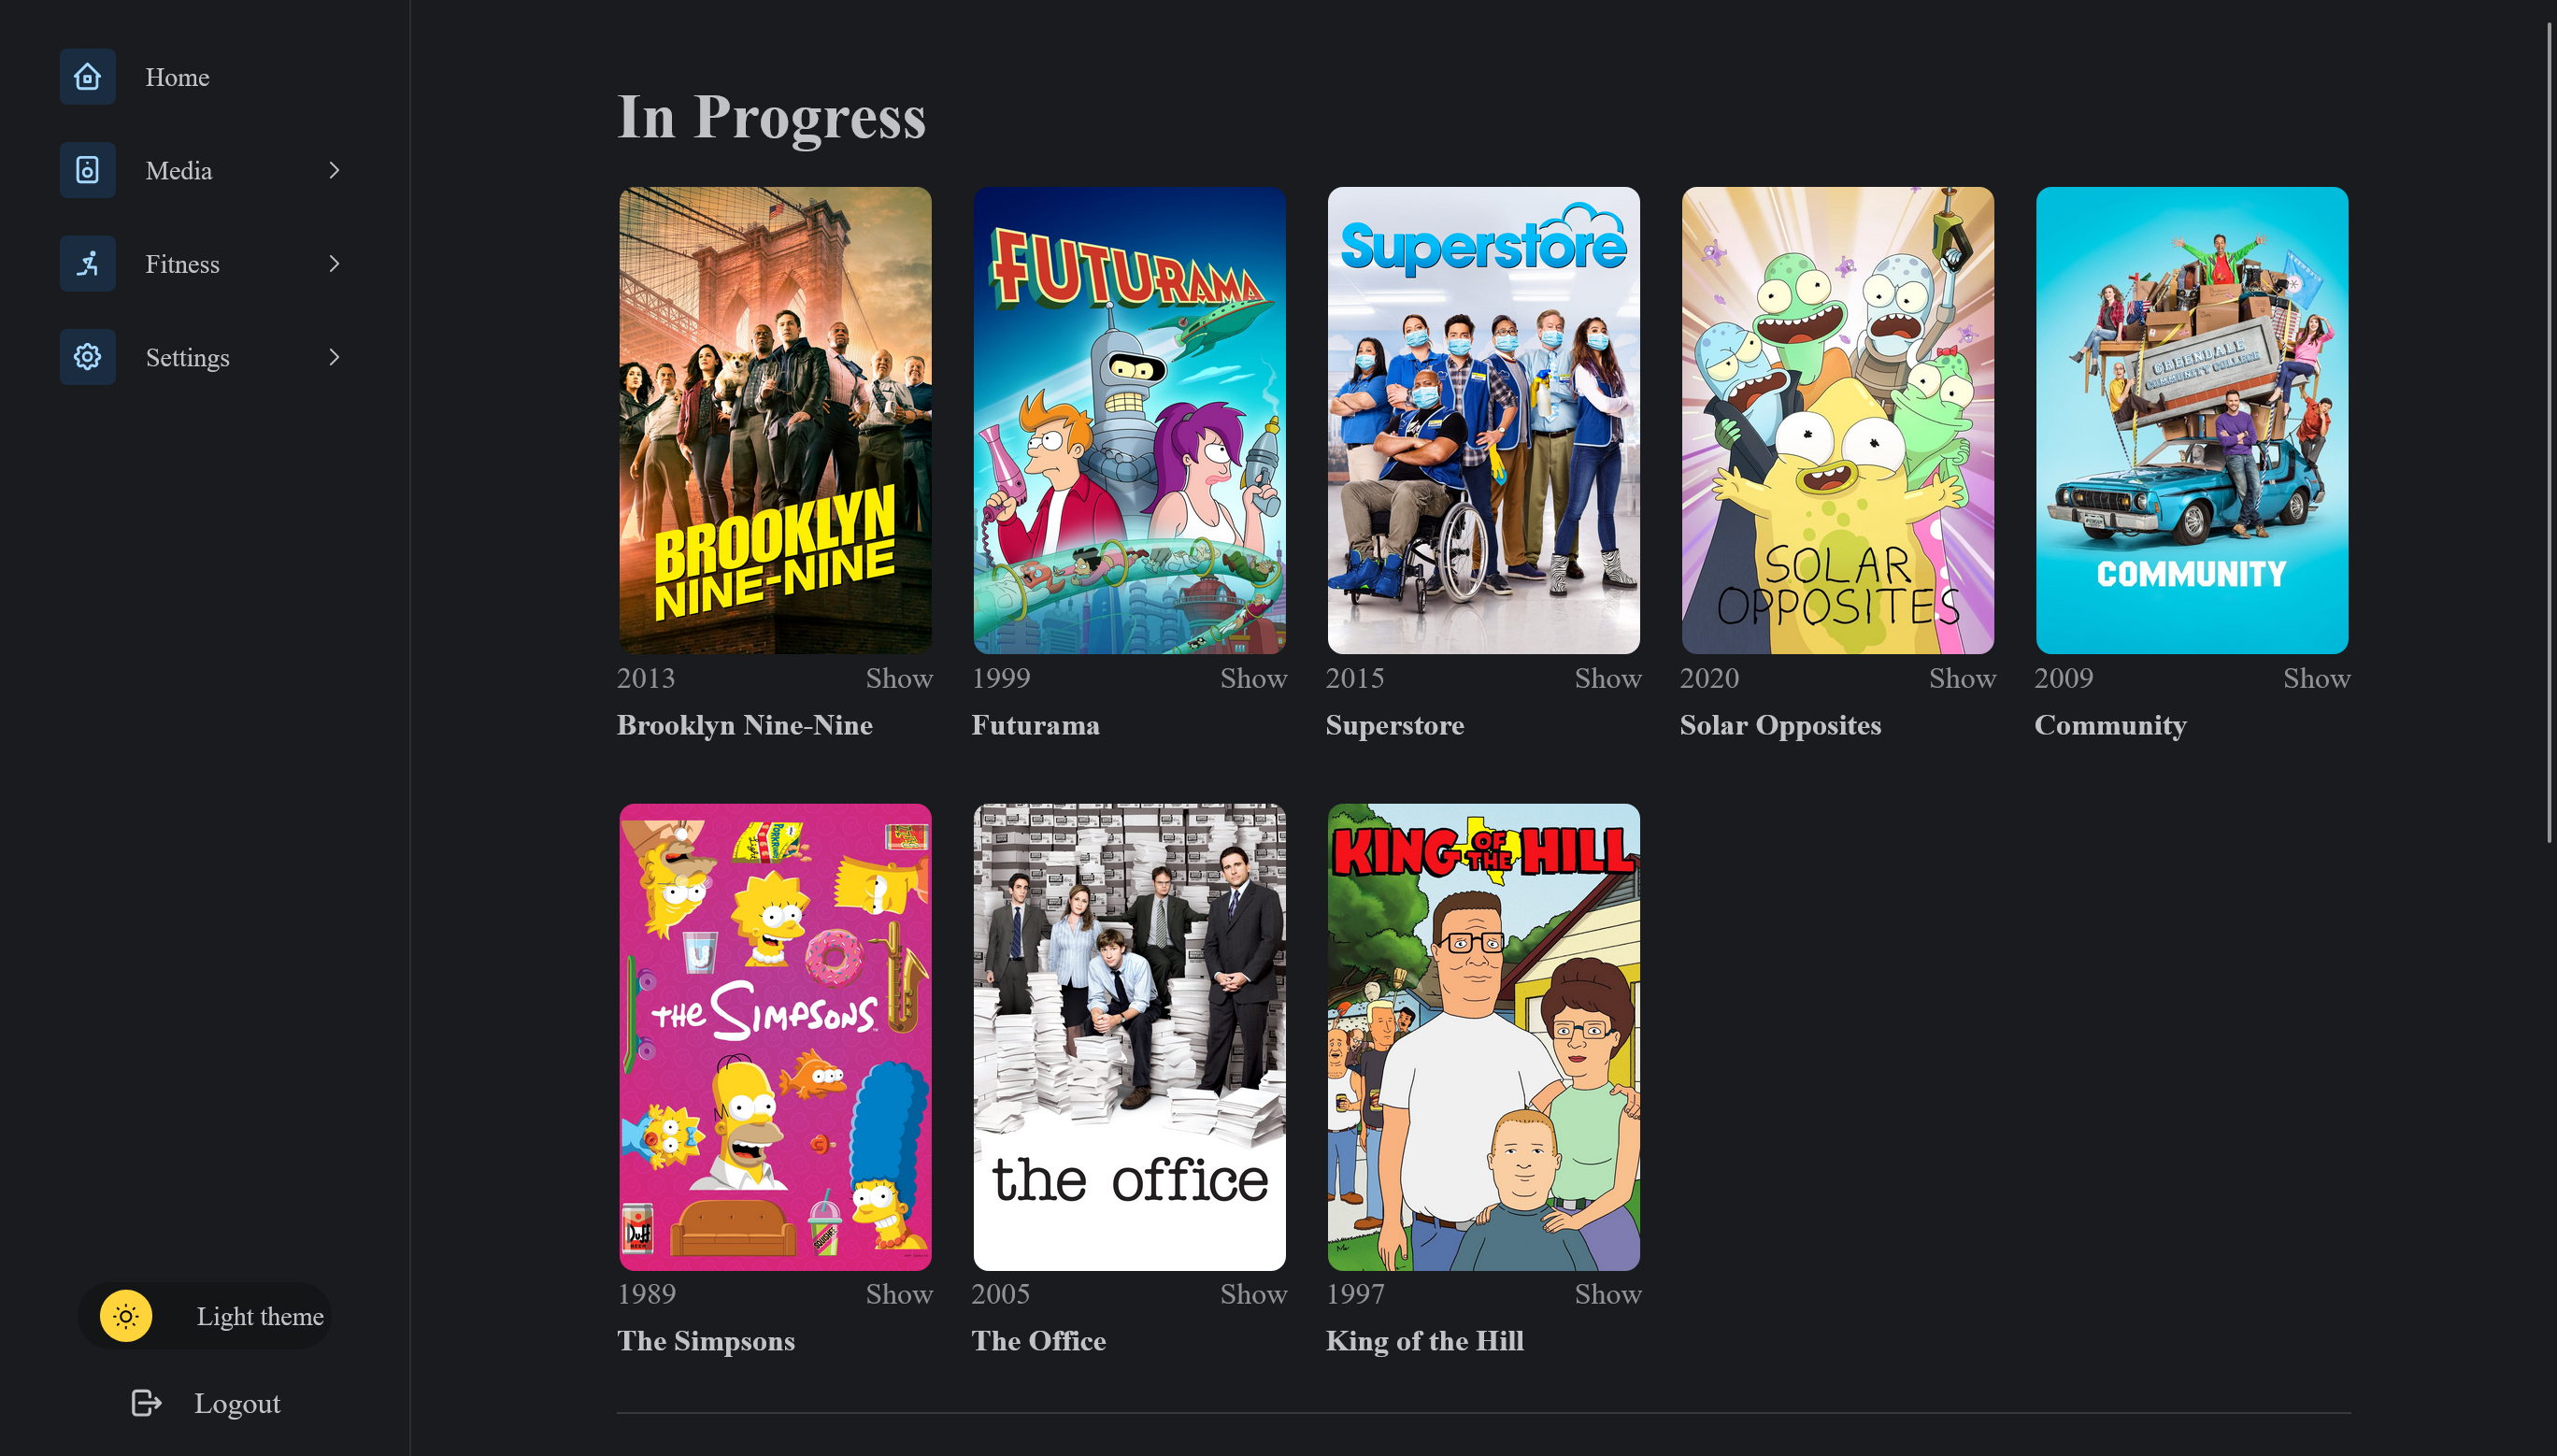 Home
Media
Fitness
Settings
Light theme
Logout
In Progress
BROOKLYN
NINE-NINE
2013 Show
Brooklyn Nine-Nine
FUTURAMA
1999 Show
Futurama
Superstore
2015 Show
Superstore
SOLAR
OPPOSITES
2020 Show
Solar Opposites
GREENDALE
COMMUNITY COLLEGE
COMMUNITY
2009 Show
Community
THE SIMPSONS
Duff
BEER
SQUISHEE
1989 Show
The Simpsons
the office
2005 Show
The Office
KING OF THE HILL
1997 Show
King of the Hill